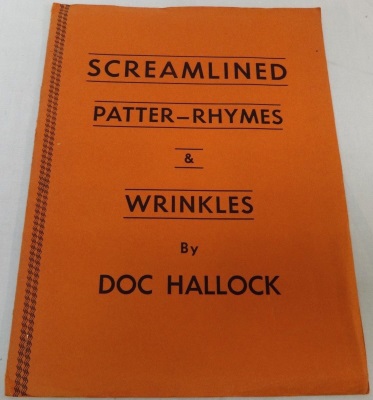 SCREAMLINED
PATTER-RHYMES
&
WRINKLES
By
DOC HALLOCK